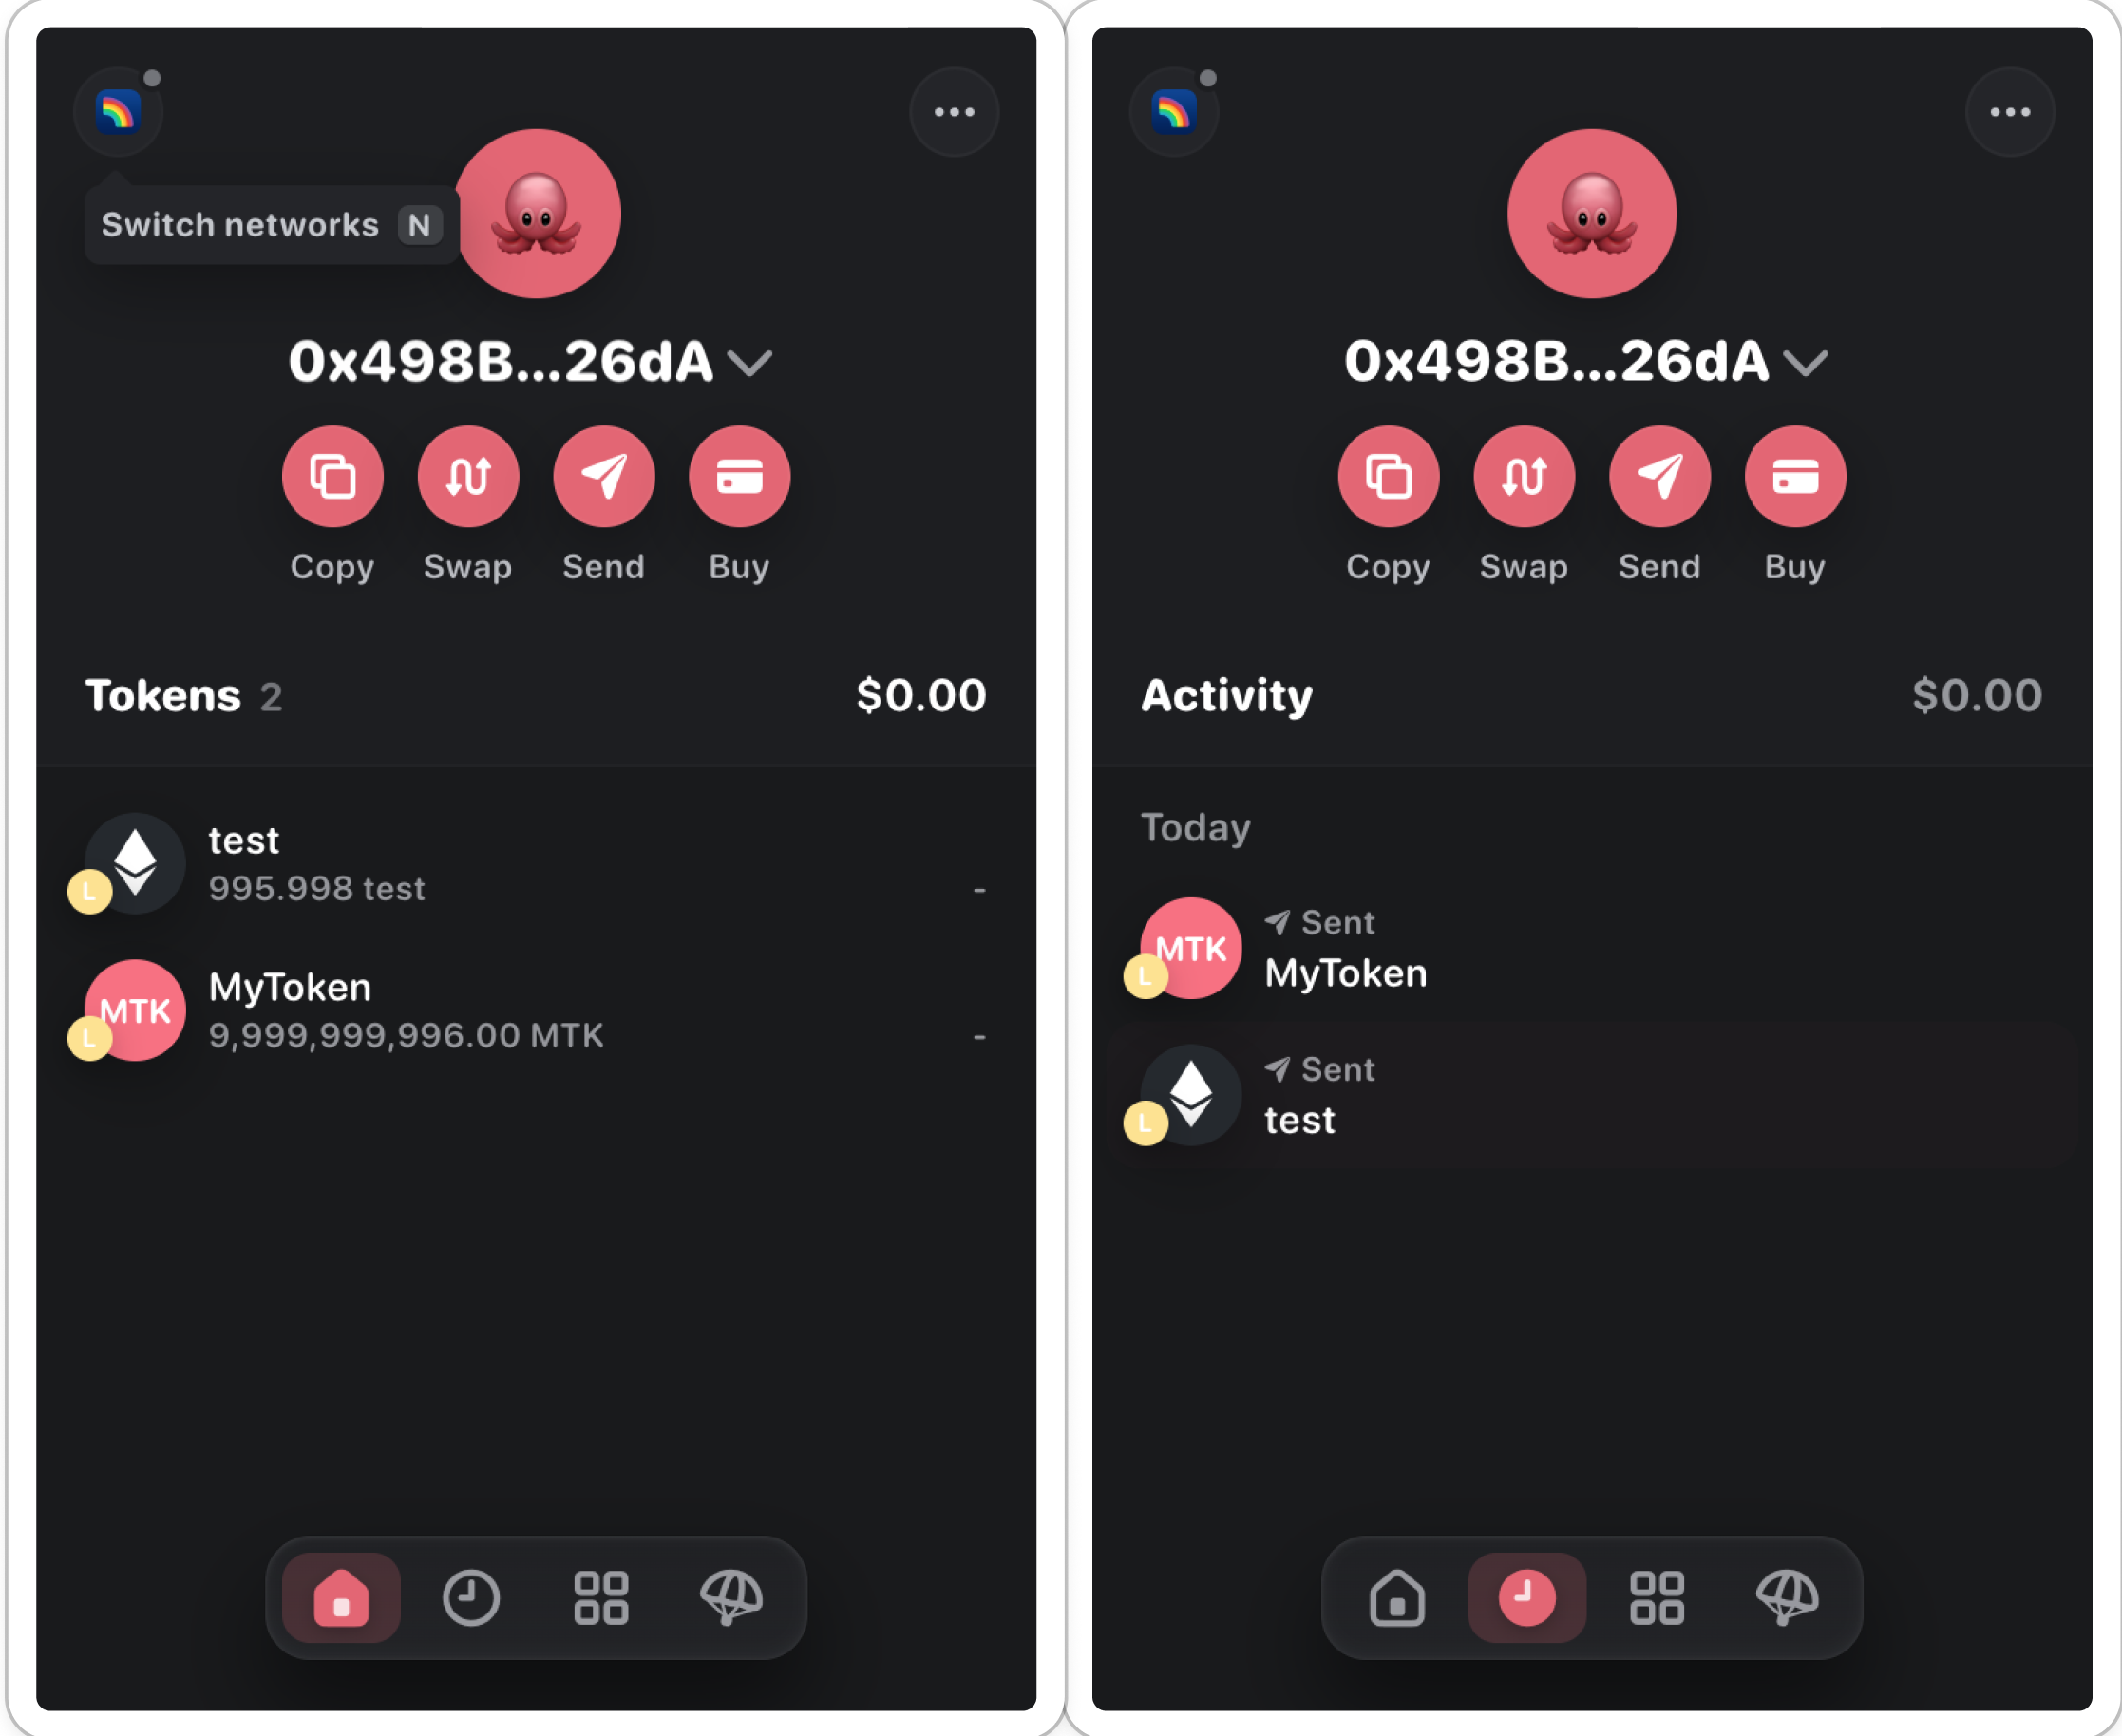 Switch networks N
0x498B...26dA
Copy Swap Send Buy
Tokens 2 $0.00
test
L
995.998 test -
MyToken
MTK
L
9,999,999,996.00 MTK -
0x498B...26dA
Copy Swap Send Buy
Activity $0.00
Today
Sent
MTK
L
MyToken
Sent
L
test